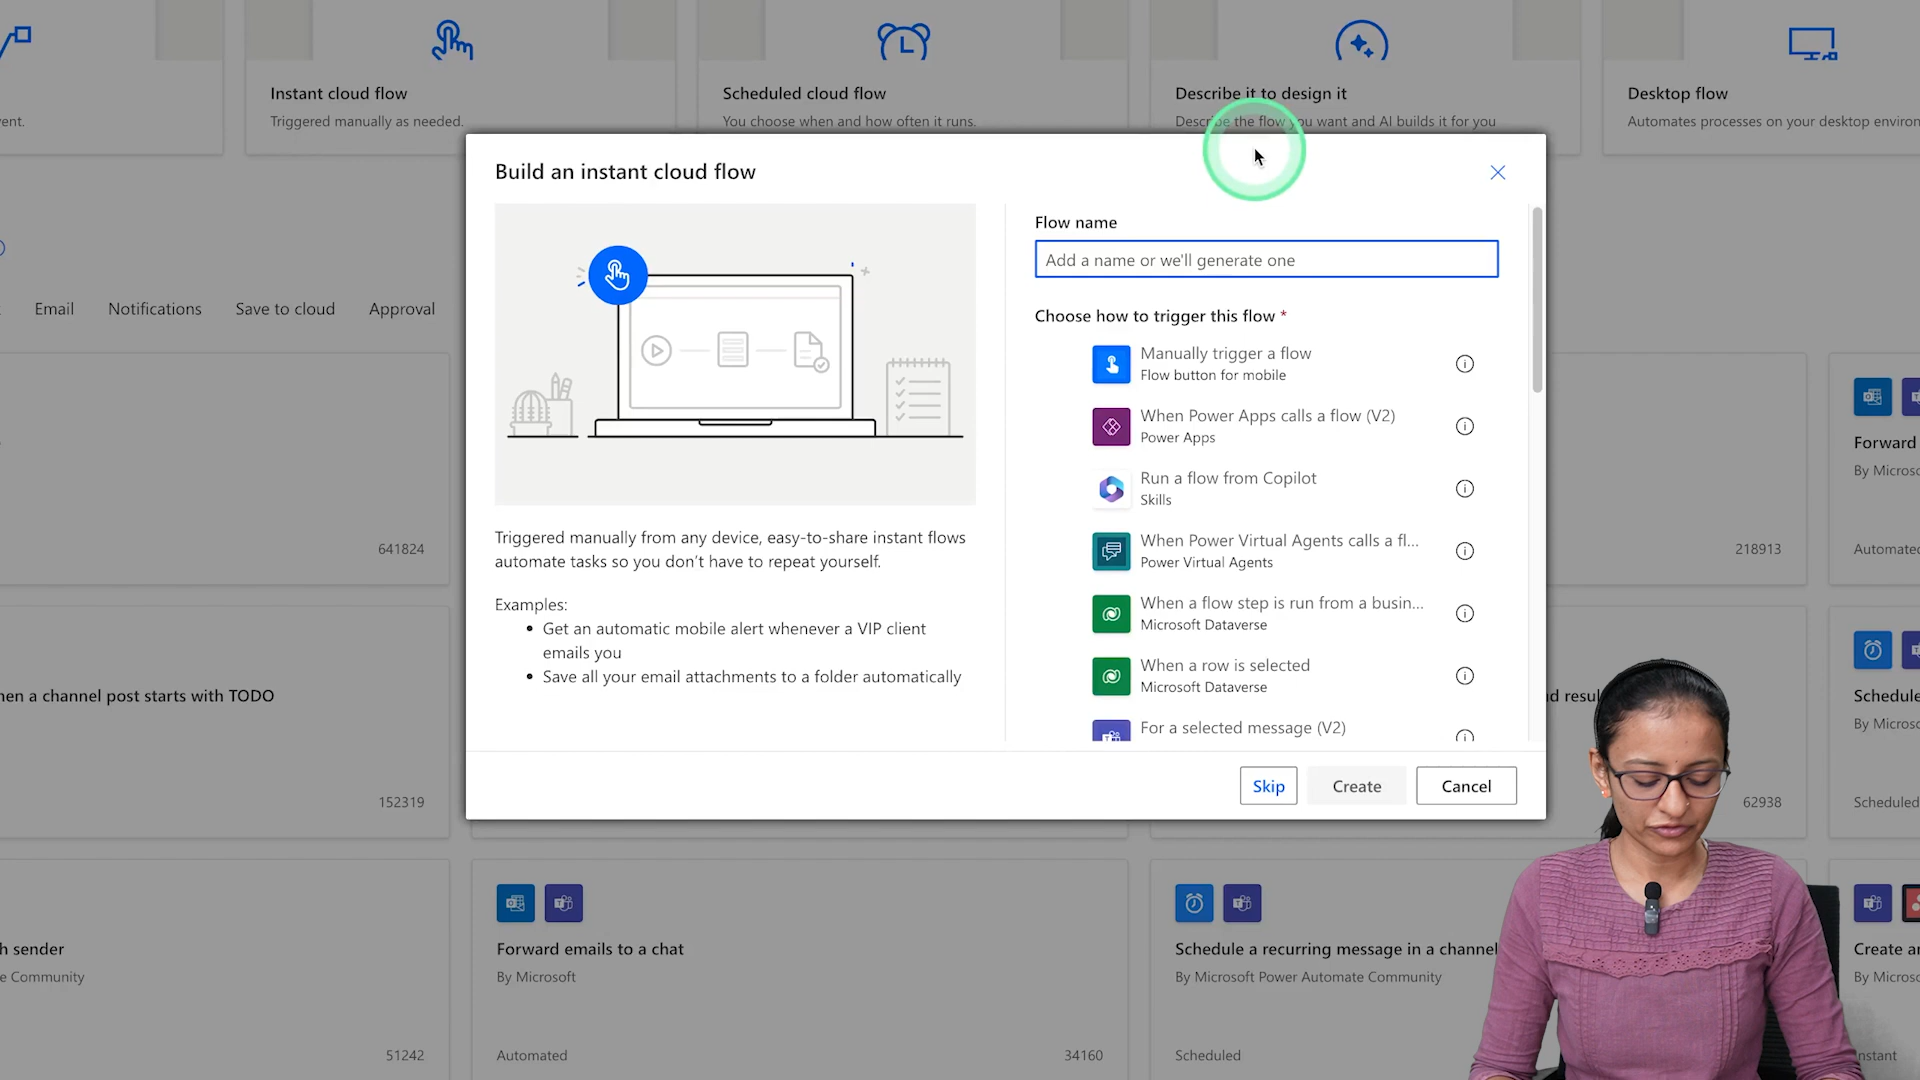 Instant cloud flow
Triggered manually as needed.
Scheduled cloud flow
You choose when and how often it runs.
Describe it to design it
Describe the flow you want and AI builds it for you
Desktop flow
Automates processes on your desktop
Build an instant cloud flow
Flow name
Add a name or we'll generate one
Email
Notifications
Save to cloud
Approval
Choose how to trigger this flow *
Manually trigger a flow
Flow button for mobile
When Power Apps calls a flow (V2)
Power Apps
Run a flow from Copilot
Skills
When Power Virtual Agents calls a fl...
Power Virtual Agents
When a flow step is run from a busin...
Microsoft Dataverse
When a row is selected
Microsoft Dataverse
For a selected message (V2)
Triggered manually from any device, easy-to-share instant flows
automate tasks so you don't have to repeat yourself.
Examples:
• Get an automatic mobile alert whenever a VIP client
emails you
• Save all your email attachments to a folder automatically
Skip
Create
Cancel
641824
218913
Forward
By
Automated
a channel post starts with TODO
152319
62938
By
Scheduled
sender
Community
51242
Forward emails to a chat
By Microsoft
Automated
34160
Schedule a recurring message in a channel
By Microsoft Power Automate Community
Scheduled
Create
By